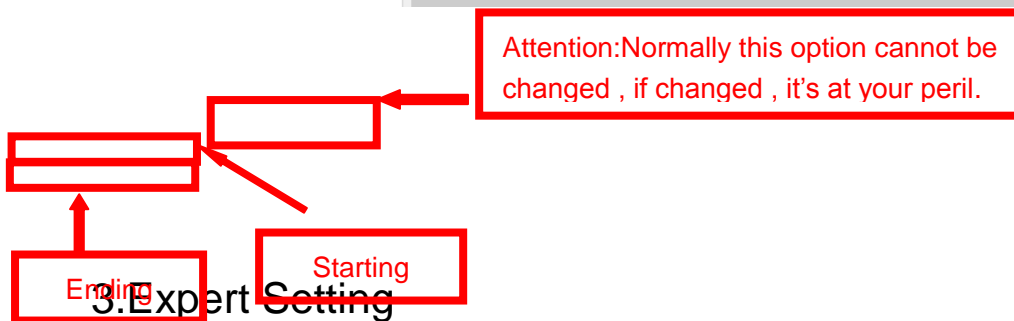 Attention:Normally this option cannot be
changed , if changed , it's at your peril.
Starting
Ending
3.Expert Setting